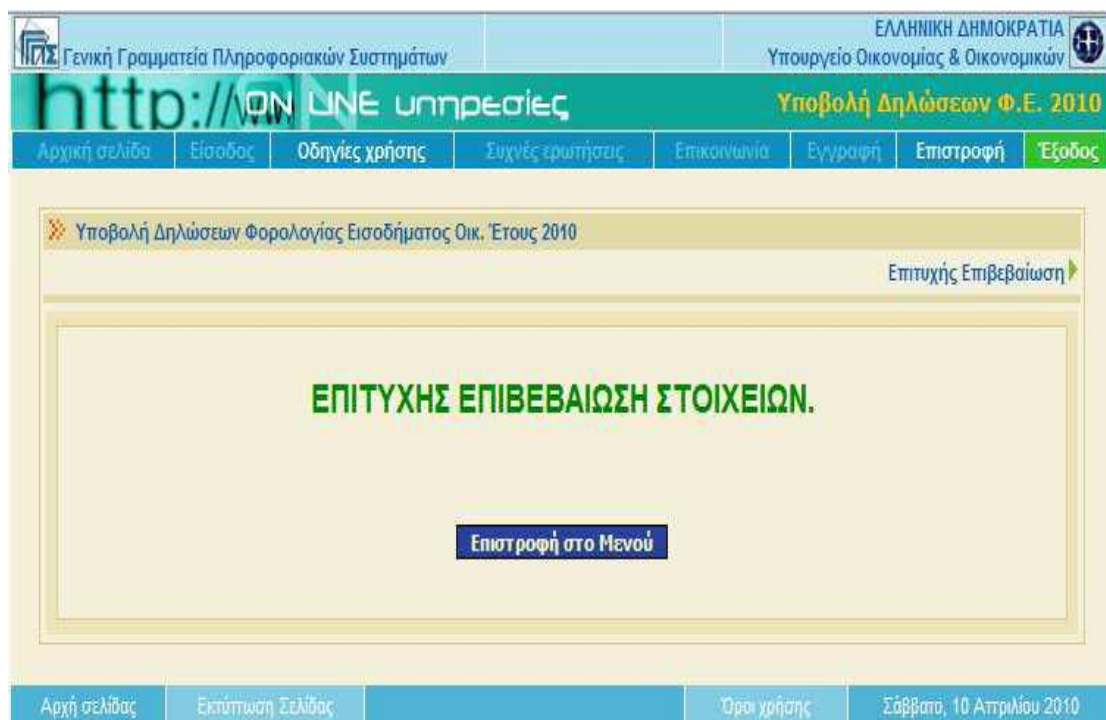 ΓΓΠΣ Γενική Γραμματεία Πληροφοριακών Συστημάτων
ΕΛΛΗΝΙΚΗ ΔΗΜΟΚΡΑΤΙΑ
Υπουργείο Οικονομίας & Οικονομικών
http://ww ON LINE υπηρεσίες
Υποβολή Δηλώσεων Φ.Ε. 2010
Αρχική σελίδα Είσοδος Οδηγίες χρήσης Συχνές ερωτήσεις Επικοινωνία Εγγραφή Επιστροφή Έξοδος
Υποβολή Δηλώσεων Φορολογίας Εισοδήματος Οικ. Έτους 2010
Επιτυχής Επιβεβαίωση
ΕΠΙΤΥΧΗΣ ΕΠΙΒΕΒΑΙΩΣΗ ΣΤΟΙΧΕΙΩΝ.
Επιστροφή στο Μενού
Αρχή σελίδας Εκτύπωση Σελίδας Όροι χρήσης Σάββατο, 10 Απριλίου 2010